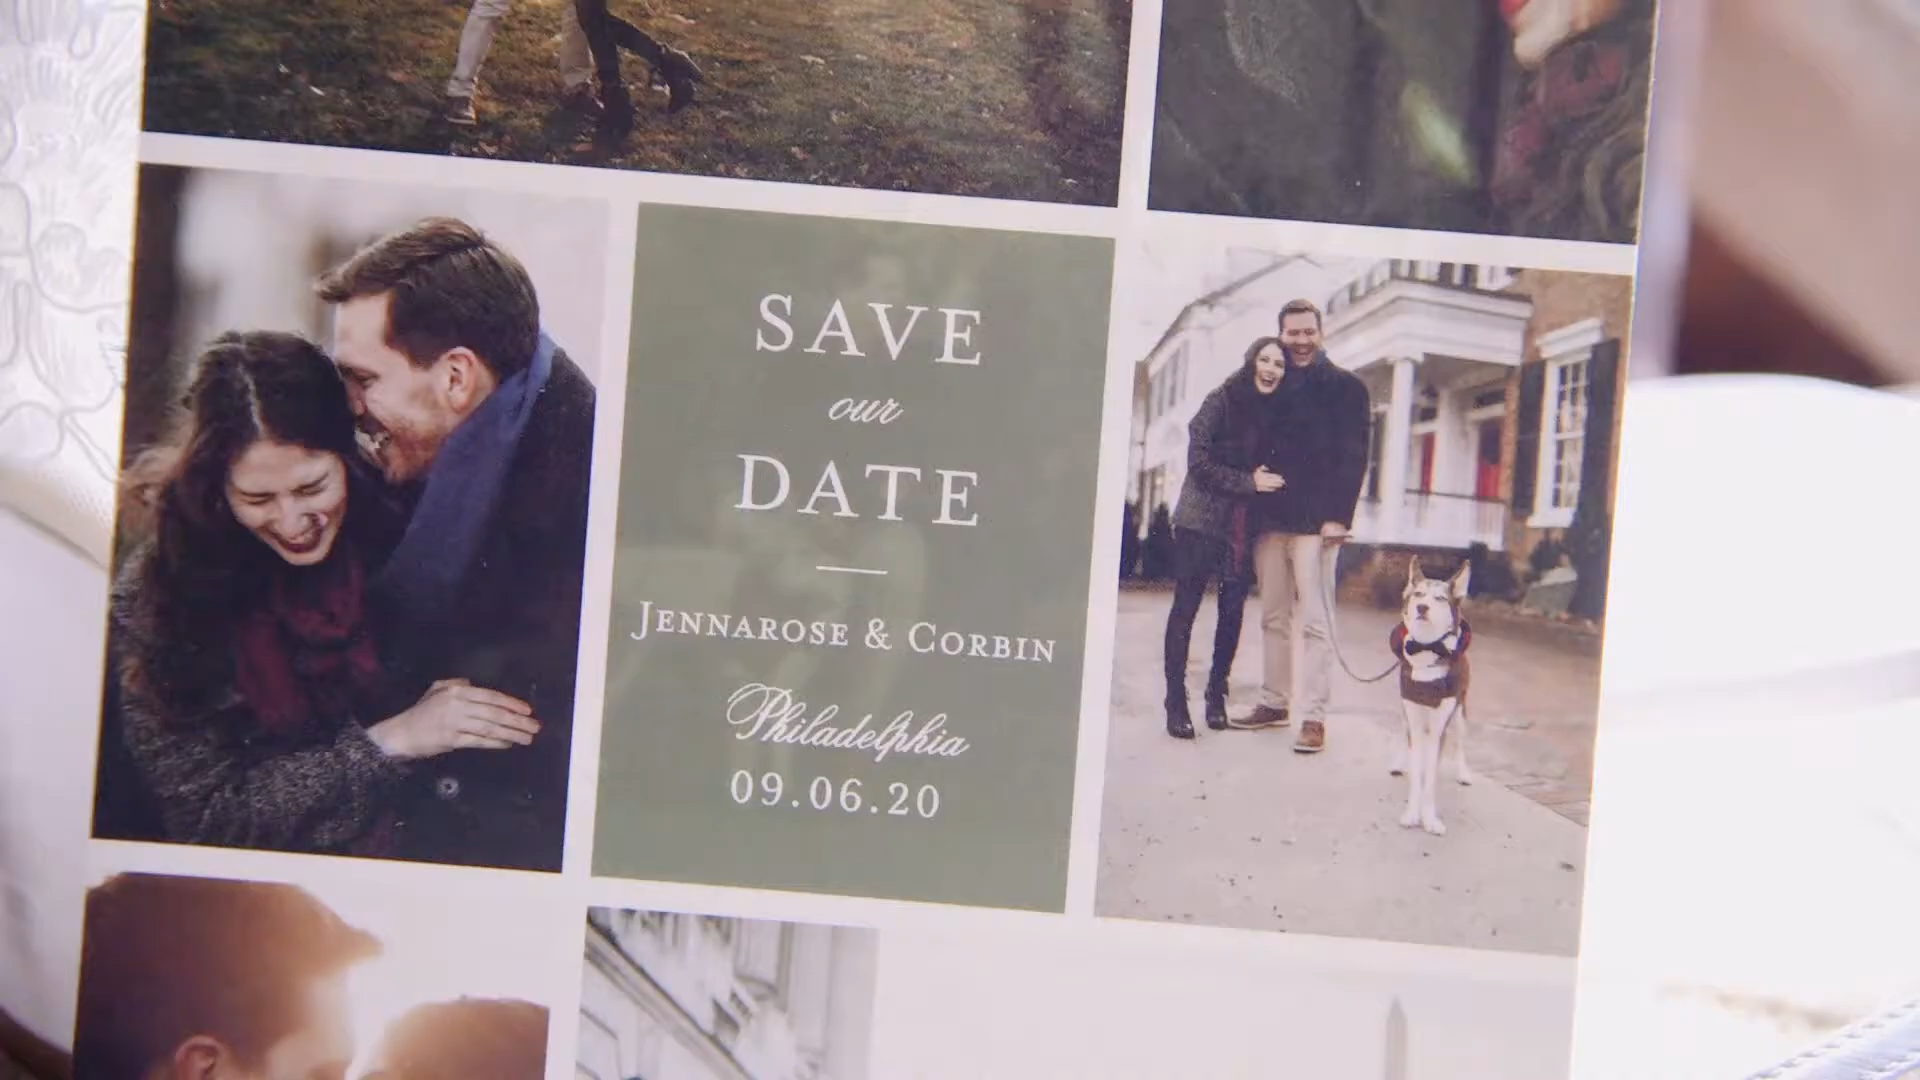 SAVE
our
DATE
JENNAROSE & CORBIN
Philadelphia
09.06.20